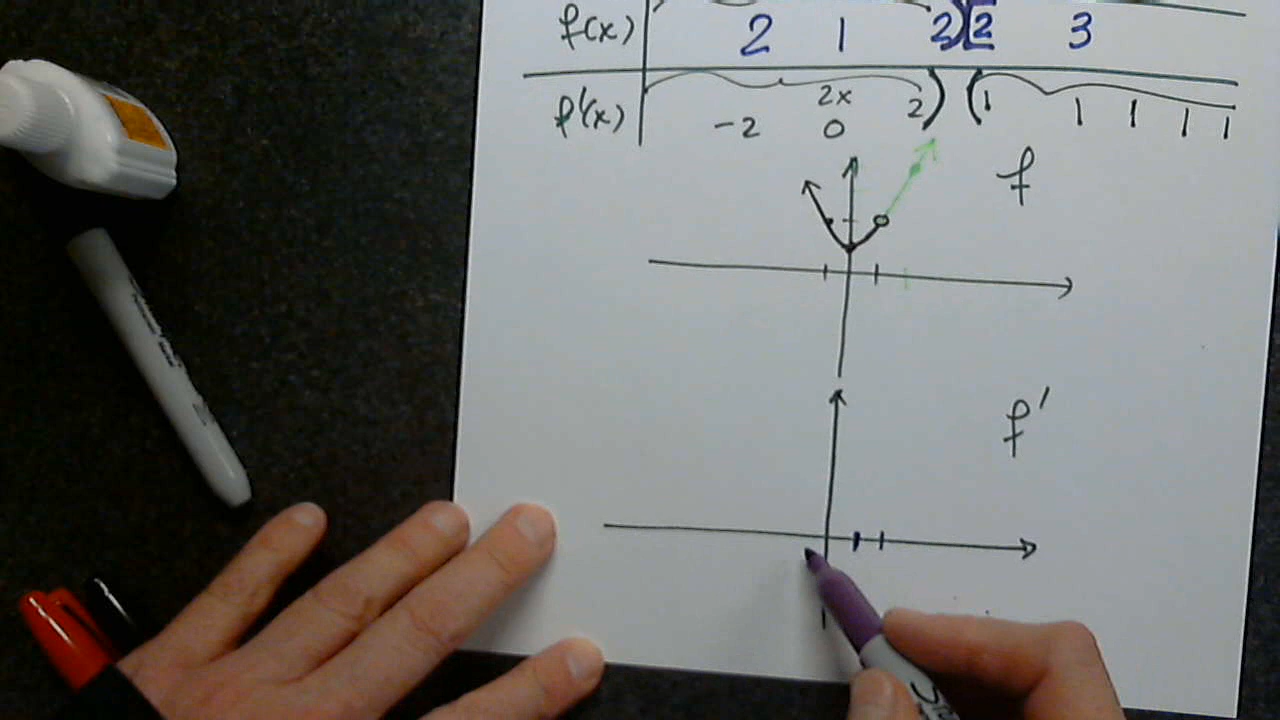 f(x) 2 1 2)[2 3
2x
f'(x) -2 0 2) (1 1 1 1 1
f
f'